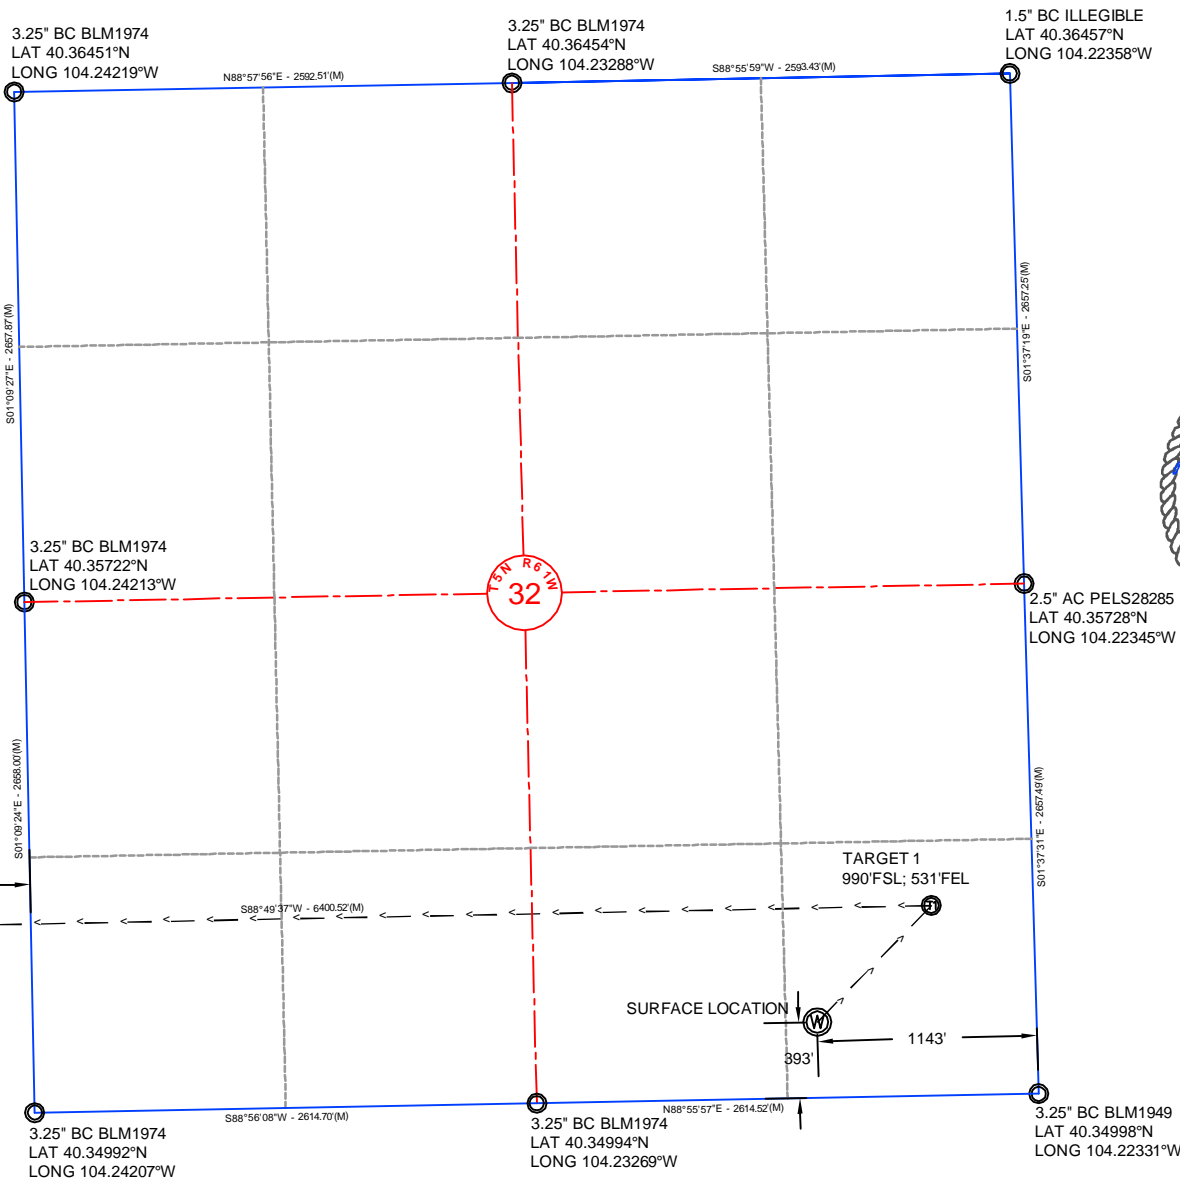 3.25" BC BLM1974
LAT 40.36451°N
LONG 104.24219°W
3.25" BC BLM1974
LAT 40.36454°N
LONG 104.23288°W
1.5" BC ILLEGIBLE
LAT 40.36457°N
LONG 104.22358°W
N88°57'56"E - 2592.51'(M)
S88°55'59"W - 2593.43'(M)
S01°09'27"E - 2657.87'(M)
S01°37'19"E - 2657.25'(M)
3.25" BC BLM1974
LAT 40.35722°N
LONG 104.24213°W
T5N R61W
32
2.5" AC PELS28285
LAT 40.35728°N
LONG 104.22345°W
S01°09'24"E - 2658.00'(M)
S01°37'31"E - 2657.49'(M)
TARGET 1
990'FSL; 531'FEL
S88°49'37"W - 6400.52'(M)
T1
SURFACE LOCATION
W
1143'
393'
S88°56'08"W - 2614.70'(M)
N88°55'57"E - 2614.52'(M)
3.25" BC BLM1974
LAT 40.34992°N
LONG 104.24207°W
3.25" BC BLM1974
LAT 40.34994°N
LONG 104.23269°W
3.25" BC BLM1949
LAT 40.34998°N
LONG 104.22331°W